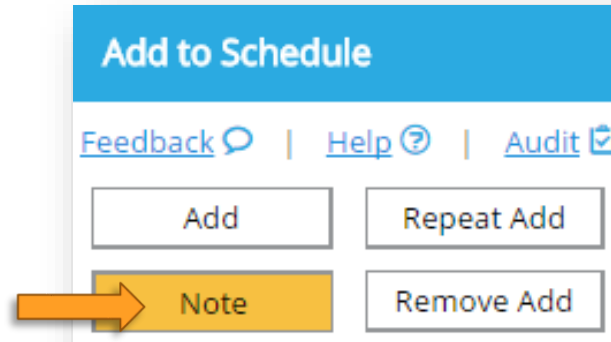 Add to Schedule
Feedback | Help | Audit
Add Repeat Add
Note Remove Add